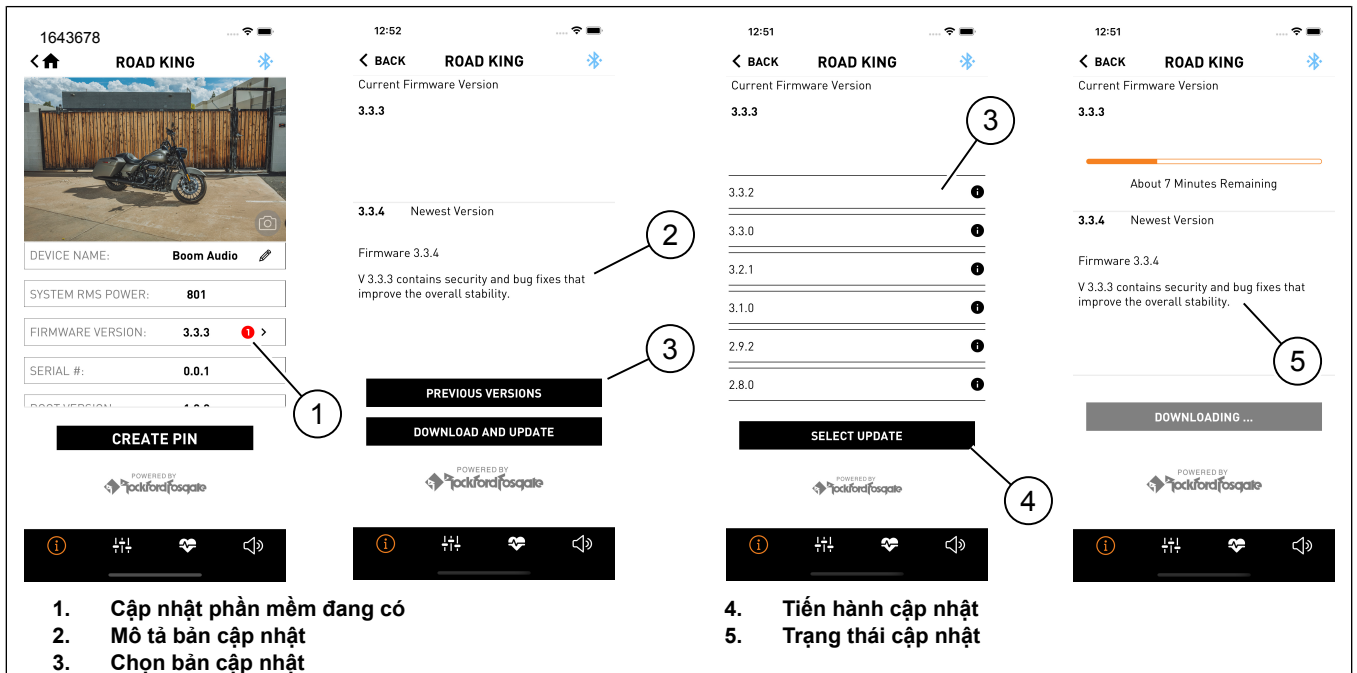 1643678
ROAD KING
DEVICE NAME: Boom Audio
SYSTEM RMS POWER: 801
FIRMWARE VERSION: 3.3.3 1
SERIAL #: 0.0.1
CREATE PIN
POWERED BY
Rockford Fosgate
1
12:52
BACK ROAD KING
Current Firmware Version
3.3.3
3.3.4 Newest Version
Firmware 3.3.4
V 3.3.3 contains security and bug fixes that
improve the overall stability.
2
3
PREVIOUS VERSIONS
DOWNLOAD AND UPDATE
POWERED BY
Rockford Fosgate
12:51
BACK ROAD KING
Current Firmware Version
3.3.3
3
3.3.2
3.3.0
3.2.1
3.1.0
2.9.2
2.8.0
SELECT UPDATE
4
POWERED BY
Rockford Fosgate
12:51
BACK ROAD KING
Current Firmware Version
3.3.3
About 7 Minutes Remaining
3.3.4 Newest Version
Firmware 3.3.4
V 3.3.3 contains security and bug fixes that
improve the overall stability.
5
DOWNLOADING ...
POWERED BY
Rockford Fosgate
1. Cập nhật phần mềm đang có
2. Mô tả bản cập nhật
3. Chọn bản cập nhật
4. Tiến hành cập nhật
5. Trạng thái cập nhật